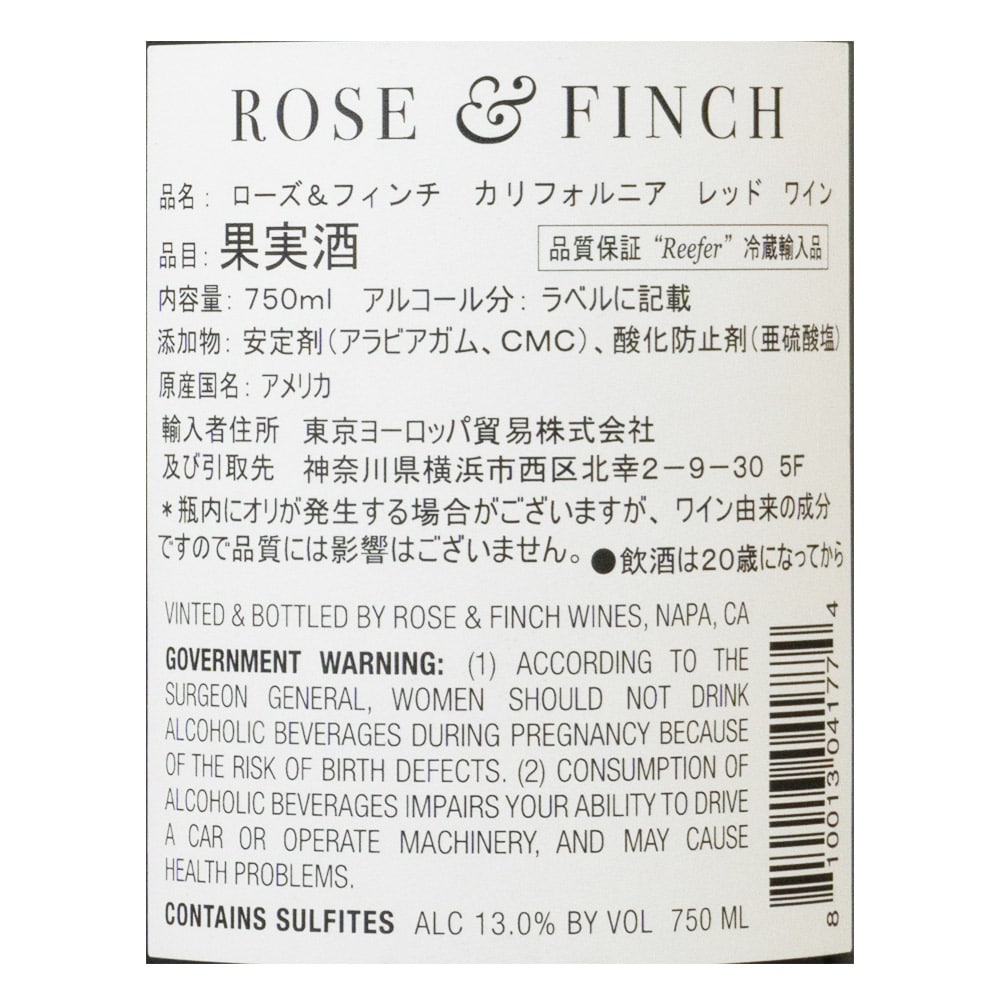 ROSE & FINCH
品名: ローズ&フィンチ カリフォルニア レッド ワイン
品目: 果実酒 品質保証 “Reefer” 冷蔵輸入品
内容量: 750ml アルコール分: ラベルに記載
添加物: 安定剤(アラビアガム、CMC)、酸化防止剤(亜硫酸塩)
原産国名: アメリカ
輸入者住所 東京ヨーロッパ貿易株式会社
及び引取先 神奈川県横浜市西区北幸2-9-30 5F
*瓶内にオリが発生する場合がございますが、ワイン由来の成分
ですので品質には影響はございません。 ●飲酒は20歳になってから
VINTED & BOTTLED BY ROSE & FINCH WINES, NAPA, CA
GOVERNMENT WARNING: (1) ACCORDING TO THE
SURGEON GENERAL, WOMEN SHOULD NOT DRINK
ALCOHOLIC BEVERAGES DURING PREGNANCY BECAUSE
OF THE RISK OF BIRTH DEFECTS. (2) CONSUMPTION OF
ALCOHOLIC BEVERAGES IMPAIRS YOUR ABILITY TO DRIVE
A CAR OR OPERATE MACHINERY, AND MAY CAUSE
HEALTH PROBLEMS.
CONTAINS SULFITES ALC 13.0% BY VOL 750 ML
8 10013 04177 4